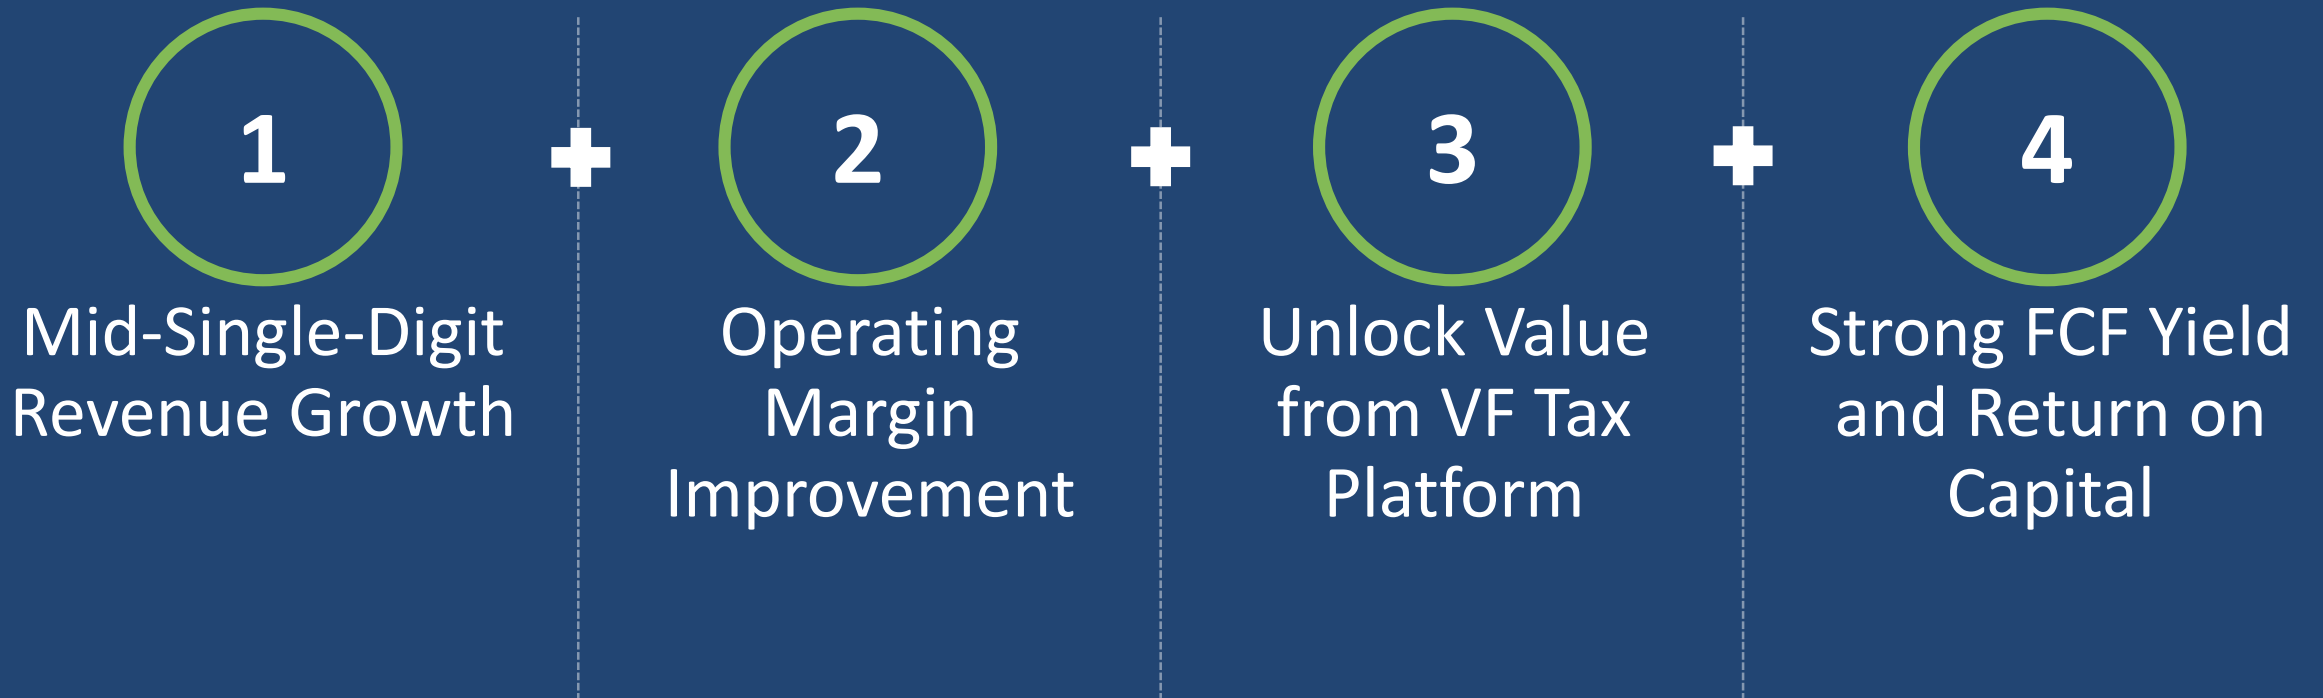 1
Mid-Single-Digit
Revenue Growth
2
Operating
Margin
Improvement
3
Unlock Value
from VF Tax
Platform
4
Strong FCF Yield
and Return on
Capital